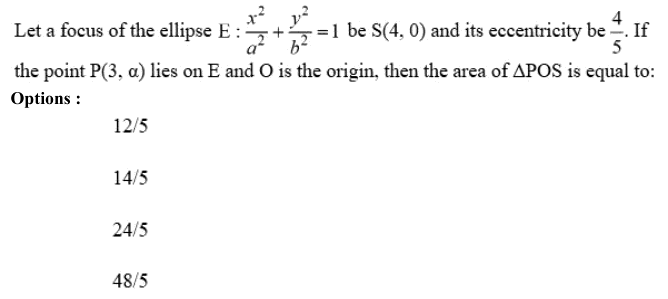 Let a focus of the ellipse E : x²/a² + y²/b² = 1 be S(4, 0) and its eccentricity be 4/5. If
the point P(3, α) lies on E and O is the origin, then the area of ΔPOS is equal to:
Options :
12/5
14/5
24/5
48/5